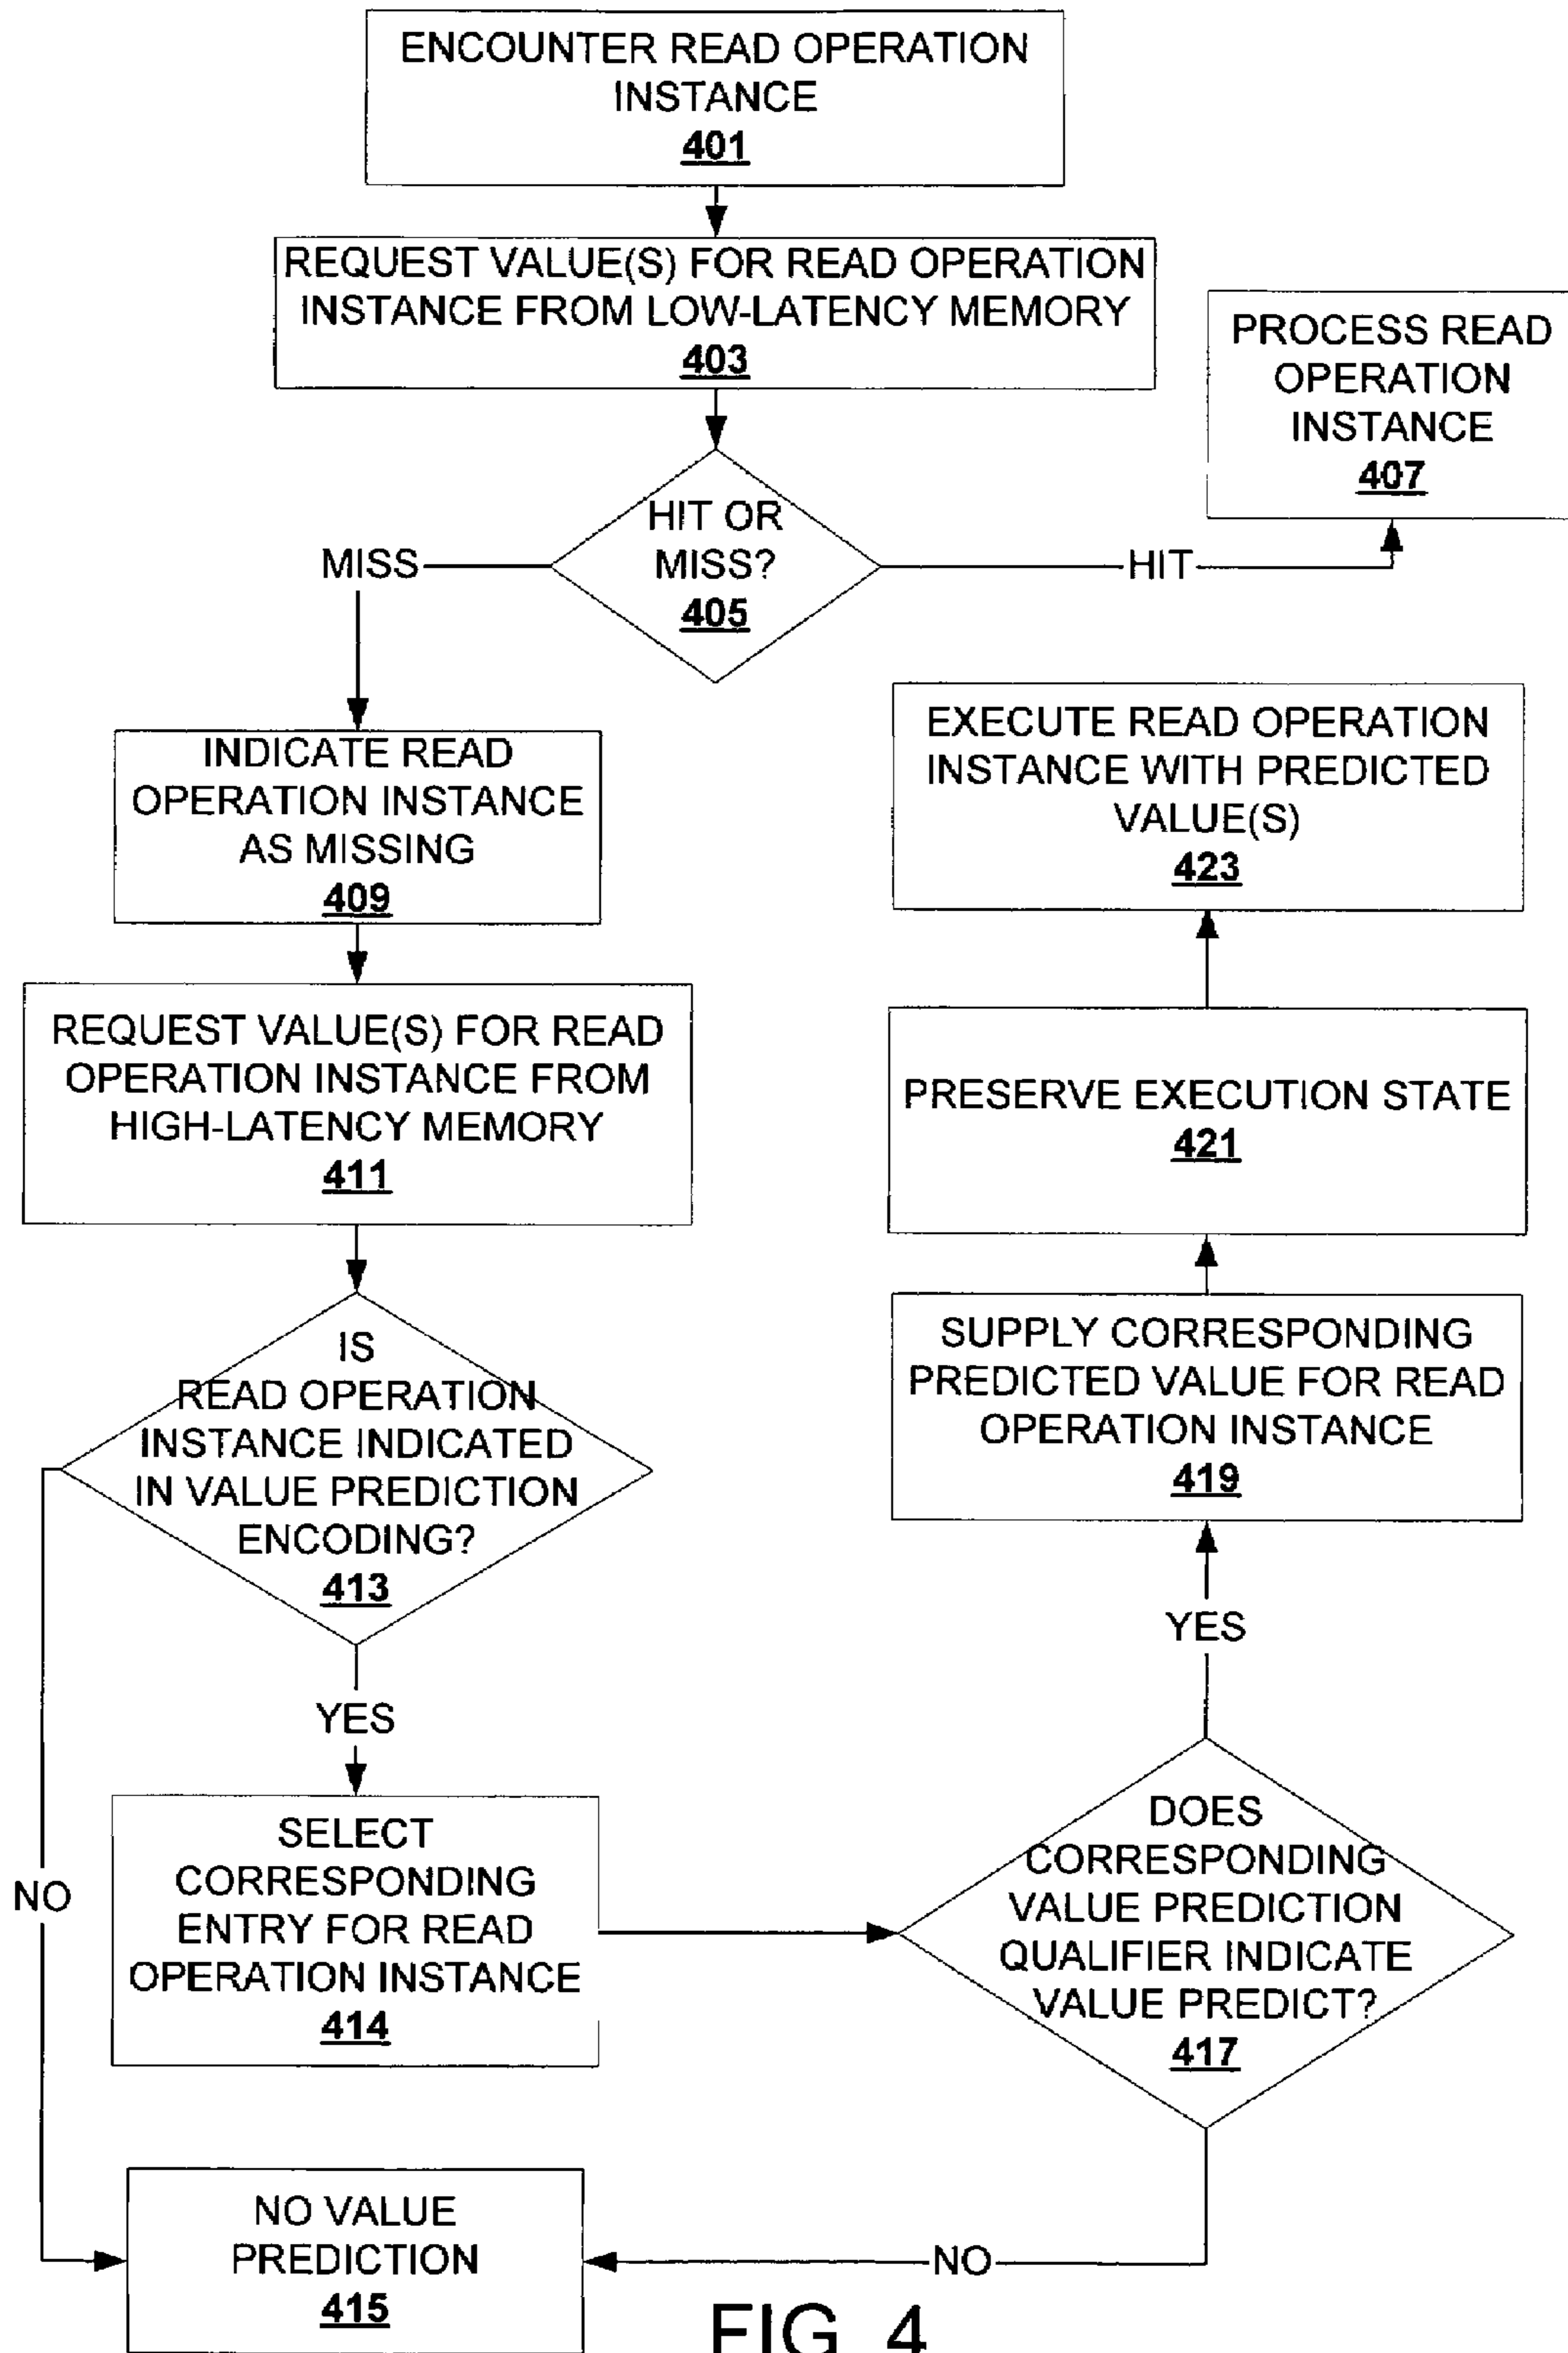 ENCOUNTER READ OPERATION
INSTANCE
401
REQUEST VALUE(S) FOR READ OPERATION
INSTANCE FROM LOW-LATENCY MEMORY
403
PROCESS READ
OPERATION
INSTANCE
407
HIT OR
MISS?
405
MISS
HIT
INDICATE READ
OPERATION INSTANCE
AS MISSING
409
EXECUTE READ OPERATION
INSTANCE WITH PREDICTED
VALUE(S)
423
REQUEST VALUE(S) FOR READ
OPERATION INSTANCE FROM
HIGH-LATENCY MEMORY
411
PRESERVE EXECUTION STATE
421
IS
READ OPERATION
INSTANCE INDICATED
IN VALUE PREDICTION
ENCODING?
413
SUPPLY CORRESPONDING
PREDICTED VALUE FOR READ
OPERATION INSTANCE
419
YES
YES
SELECT
CORRESPONDING
ENTRY FOR READ
OPERATION INSTANCE
414
DOES
CORRESPONDING
VALUE PREDICTION
QUALIFIER INDICATE
VALUE PREDICT?
417
NO
NO VALUE
PREDICTION
415
NO
FIG. 4